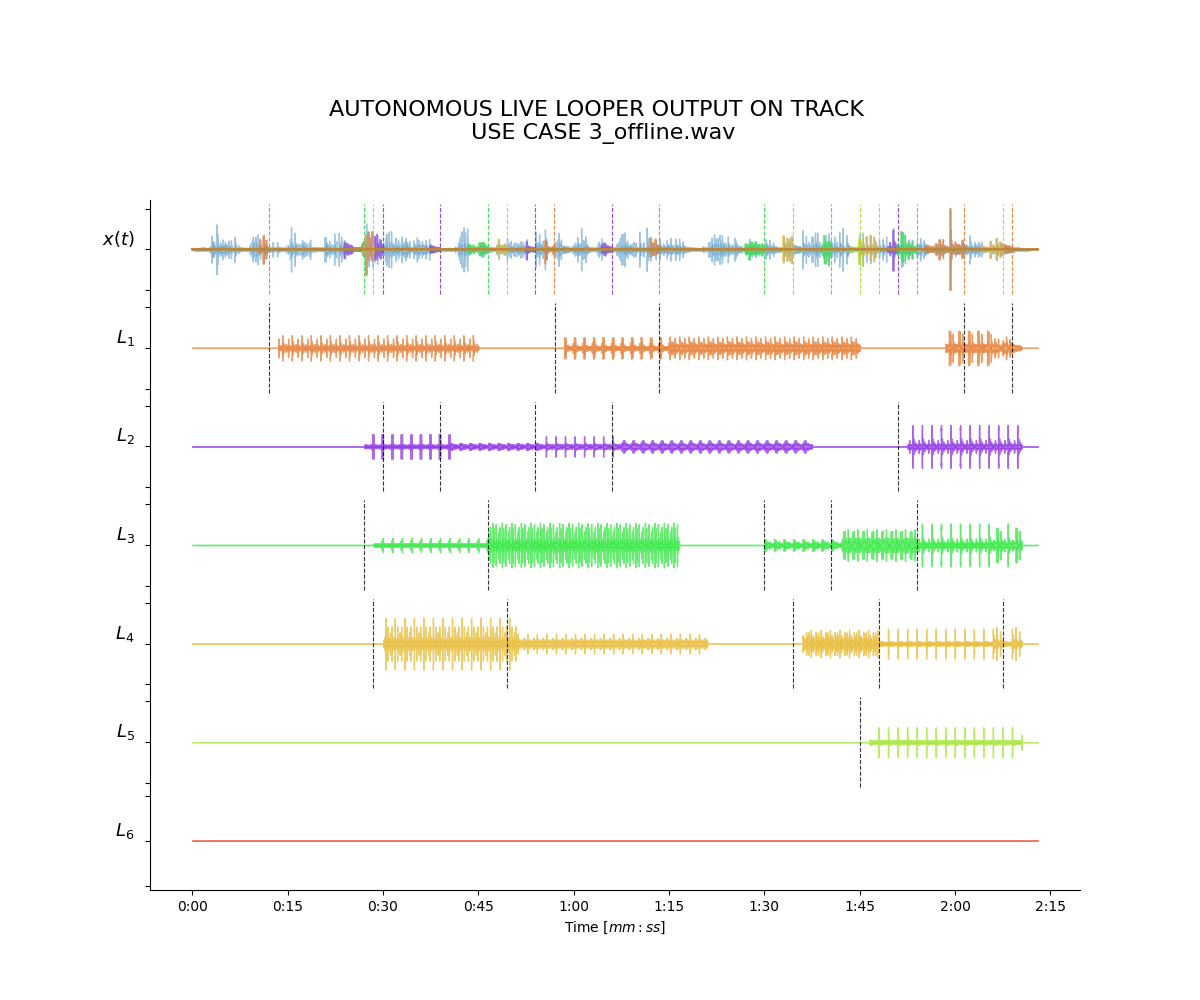 AUTONOMOUS LIVE LOOPER OUTPUT ON TRACK
USE CASE 3_offline.wav
x(t)
L1
L2
L3
L4
L5
L6
0:00 0:15 0:30 0:45 1:00 1:15 1:30 1:45 2:00 2:15
Time [mm : ss]